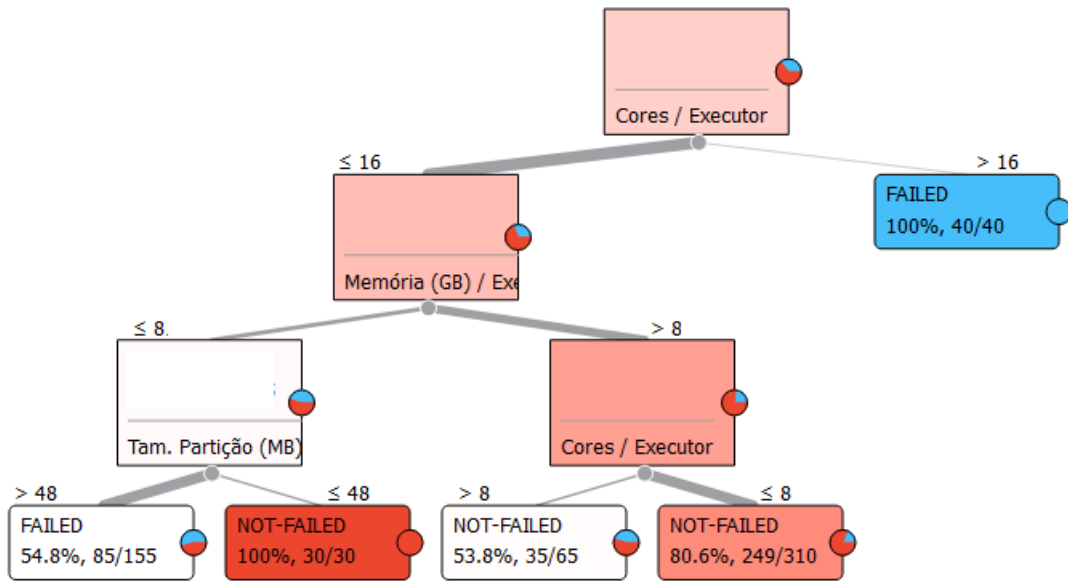 Cores / Executor
≤ 16
> 16
FAILED
100%, 40/40
Memória (GB) / Exe
≤ 8.
> 8
Tam. Partição (MB)
Cores / Executor
> 48
≤ 48
> 8
≤ 8
FAILED
54.8%, 85/155
NOT-FAILED
100%, 30/30
NOT-FAILED
53.8%, 35/65
NOT-FAILED
80.6%, 249/310